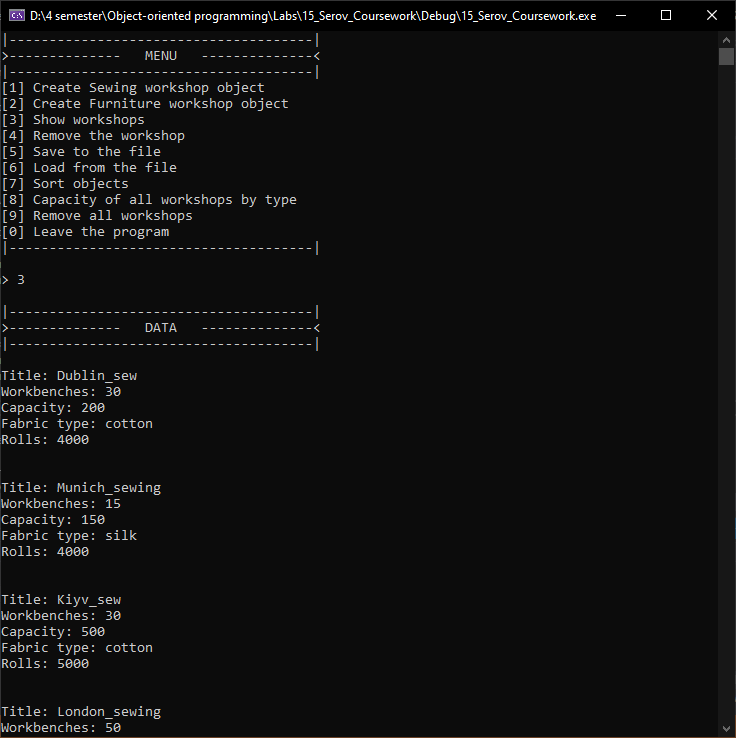 D:\4 semester\Object-oriented programming\Labs\15_Serov_Coursework\Debug\15_Serov_Coursework.exe
|--------------------------------------|
>--------------   MENU   --------------<
|--------------------------------------|
[1] Create Sewing workshop object
[2] Create Furniture workshop object
[3] Show workshops
[4] Remove the workshop
[5] Save to the file
[6] Load from the file
[7] Sort objects
[8] Capacity of all workshops by type
[9] Remove all workshops
[0] Leave the program
|--------------------------------------|
> 3
|--------------------------------------|
>--------------   DATA   --------------<
|--------------------------------------|
Title: Dublin_sew
Workbenches: 30
Capacity: 200
Fabric type: cotton
Rolls: 4000
Title: Munich_sewing
Workbenches: 15
Capacity: 150
Fabric type: silk
Rolls: 4000
Title: Kiyv_sew
Workbenches: 30
Capacity: 500
Fabric type: cotton
Rolls: 5000
Title: London_sewing
Workbenches: 50